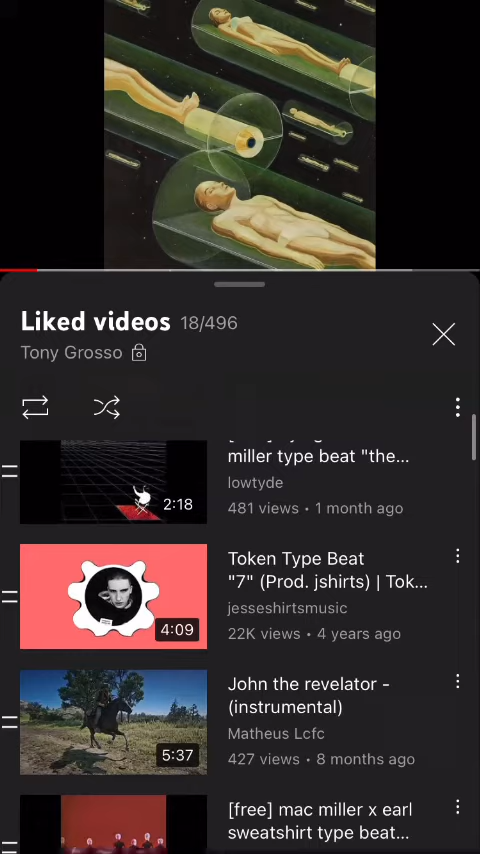 Liked videos 18/496
Tony Grosso
miller type beat "the...
2:18
lowtyde
481 views • 1 month ago
Token Type Beat
"7" (Prod. jshirts) | Tok...
4:09
jesseshirtsmusic
22K views • 4 years ago
John the revelator -
(instrumental)
5:37
Matheus Lcfc
427 views • 8 months ago
[free] mac miller x earl
sweatshirt type beat...